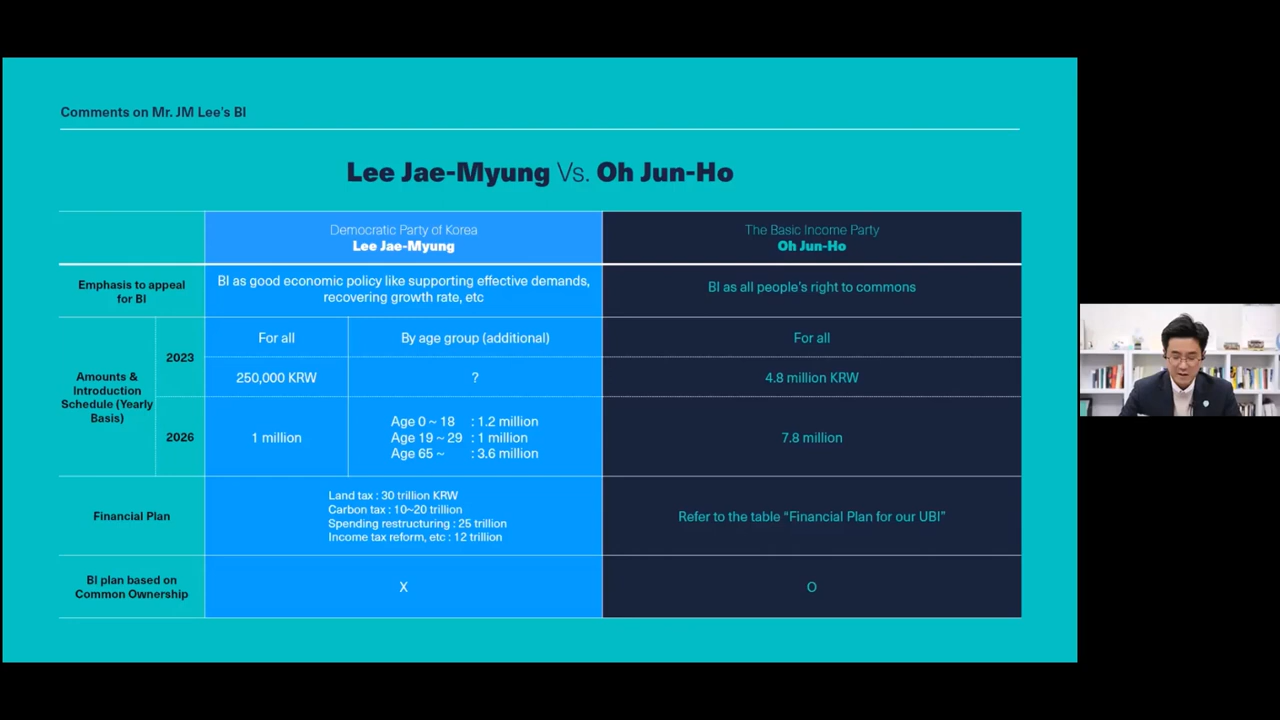 Comments on Mr. JM Lee's BI
Lee Jae-Myung Vs. Oh Jun-Ho
Democratic Party of Korea
Lee Jae-Myung
The Basic Income Party
Oh Jun-Ho
Emphasis to appeal
for BI
BI as good economic policy like supporting effective demands,
recovering growth rate, etc
BI as all people's right to commons
Amounts &
Introduction
Schedule (Yearly
Basis)
2023
For all
By age group (additional)
For all
250,000 KRW
?
4.8 million KRW
2026
1 million
Age 0 ~ 18 : 1.2 million
Age 19 ~ 29 : 1 million
Age 65 ~ : 3.6 million
7.8 million
Financial Plan
Land tax : 30 trillion KRW
Carbon tax : 10~20 trillion
Spending restructuring : 25 trillion
Income tax reform, etc : 12 trillion
Refer to the table “Financial Plan for our UBI”
BI plan based on
Common Ownership
X
O